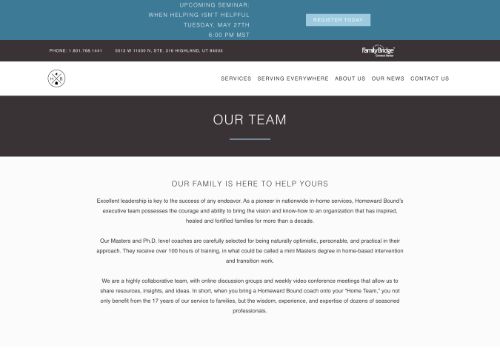 UPCOMING SEMINAR:
WHEN HELPING ISN'T HELPFUL
TUESDAY, MAY 27TH
6:00 PM MST
REGISTER TODAY
PHONE: 1.801.768.1441
5513 W 11000 N, STE. 216 HIGHLAND, UT 84003
FamilyBridge
SERVICES SERVING EVERYWHERE ABOUT US OUR NEWS CONTACT US
OUR TEAM
OUR FAMILY IS HERE TO HELP YOURS
Excellent leadership is key to the success of any endeavor. As a pioneer in nationwide in-home services, Homeward Bound's
executive team possesses the courage and ability to bring the vision and know-how to an organization that has inspired,
healed and fortified families for more than a decade.
Our Masters and Ph.D. level coaches are carefully selected for being naturally optimistic, personable, and practical in their
approach. They receive over 100 hours of training, in what could be called a mini Masters degree in home-based intervention
and transition work.
We are a highly collaborative team, with online discussion groups and weekly video conference meetings that allow us to
share resources, insights, and ideas. In short, when you bring a Homeward Bound coach onto your "Home Team," you not
only benefit from the 17 years of our service to families, but the wisdom, experience, and expertise of dozens of seasoned
professionals.